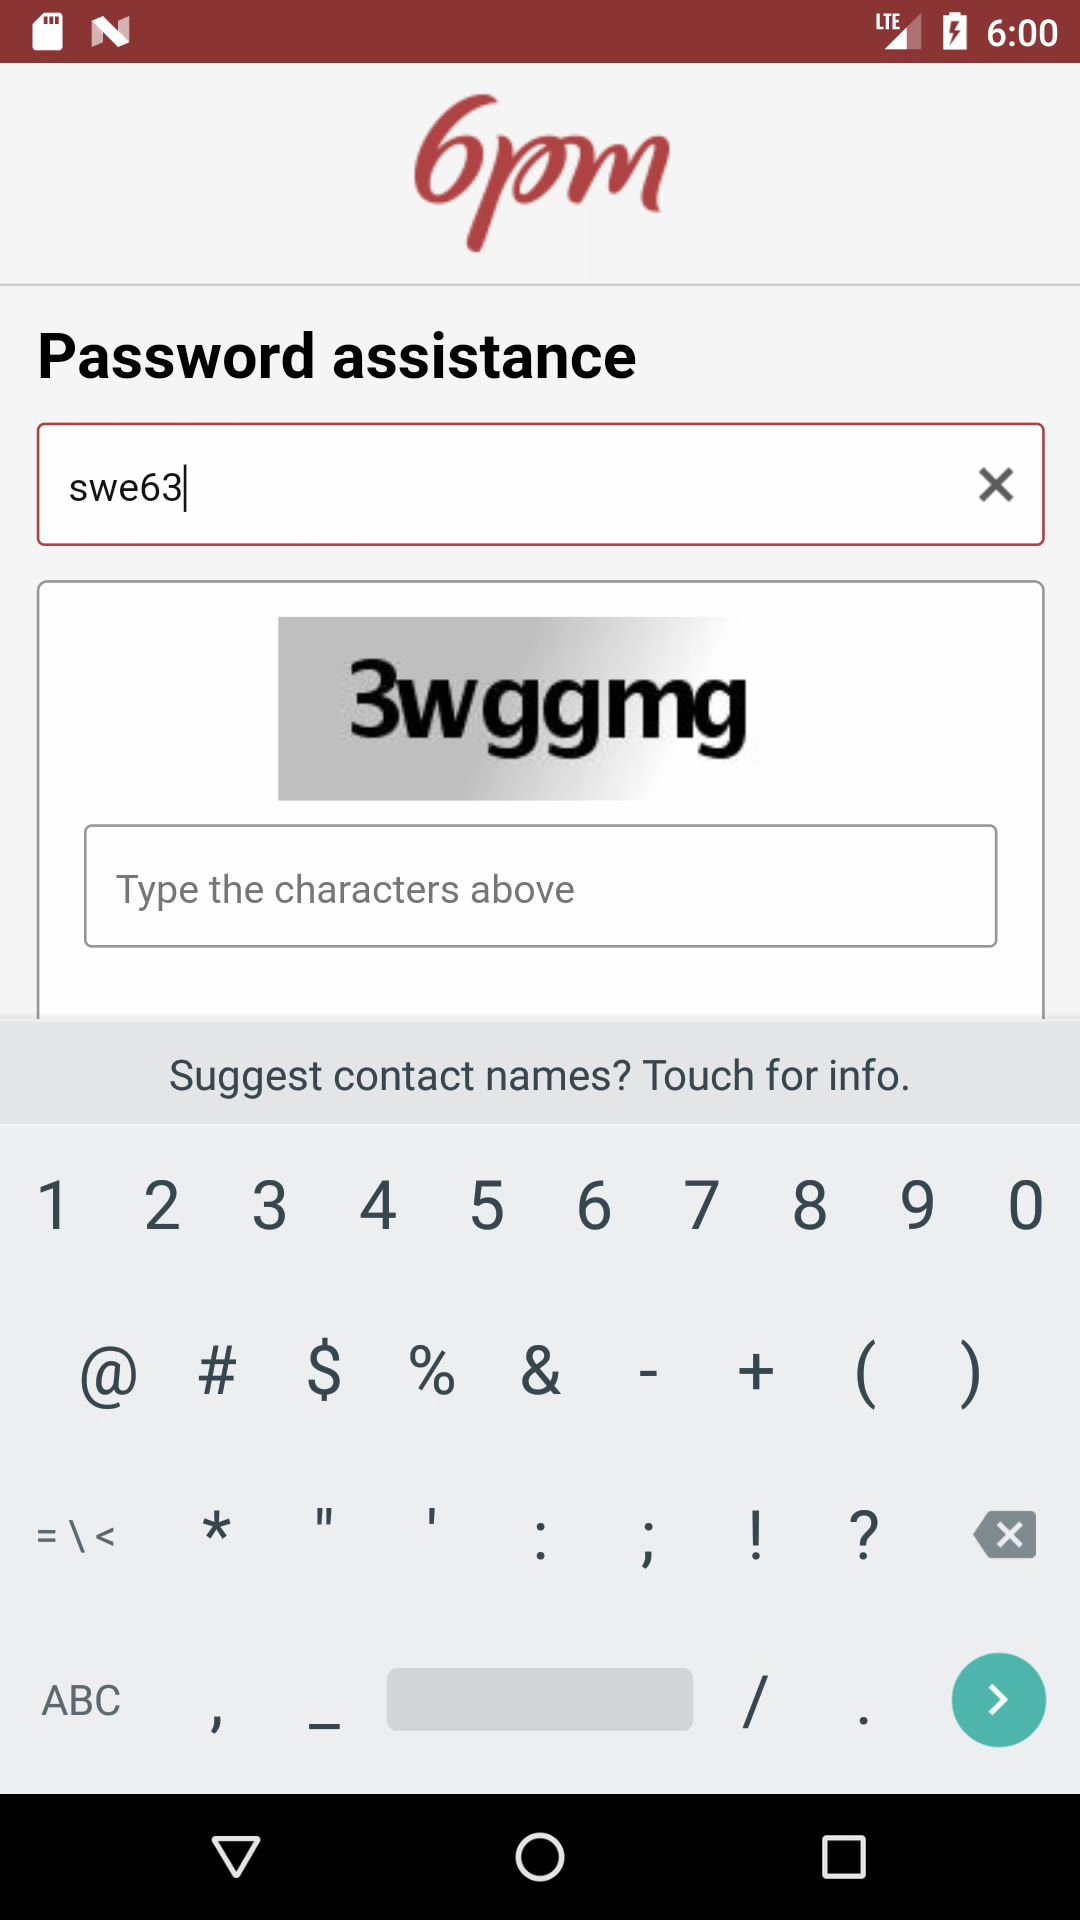 LTE 6:00
6pm
Password assistance
swe63
3wggmg
Type the characters above
Suggest contact names? Touch for info.
1 2 3 4 5 6 7 8 9 0
@ # $ % & - + ( )
= \ < * " ' : ; ! ?
ABC , _ / .